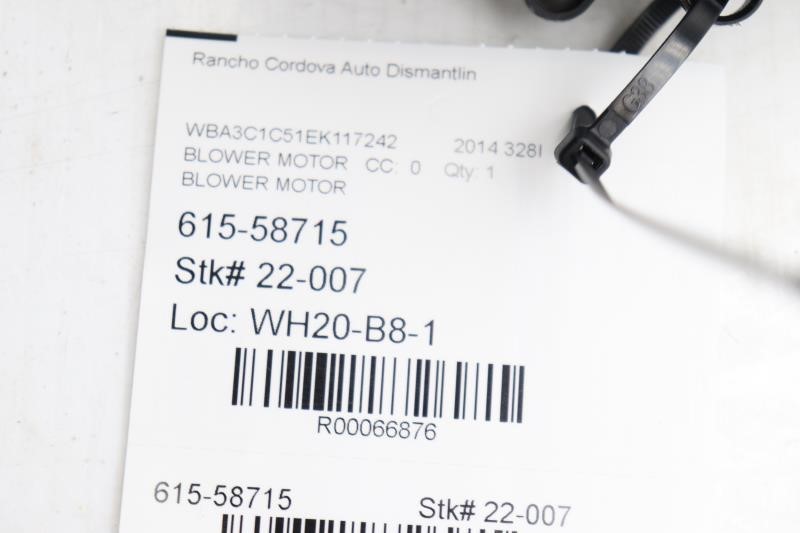 Rancho Cordova Auto Dismantlin
WBA3C1C51EK117242 2014 328I
BLOWER MOTOR CC: 0 Qty: 1
BLOWER MOTOR
615-58715
Stk# 22-007
Loc: WH20-B8-1
R00066876
615-58715 Stk# 22-007